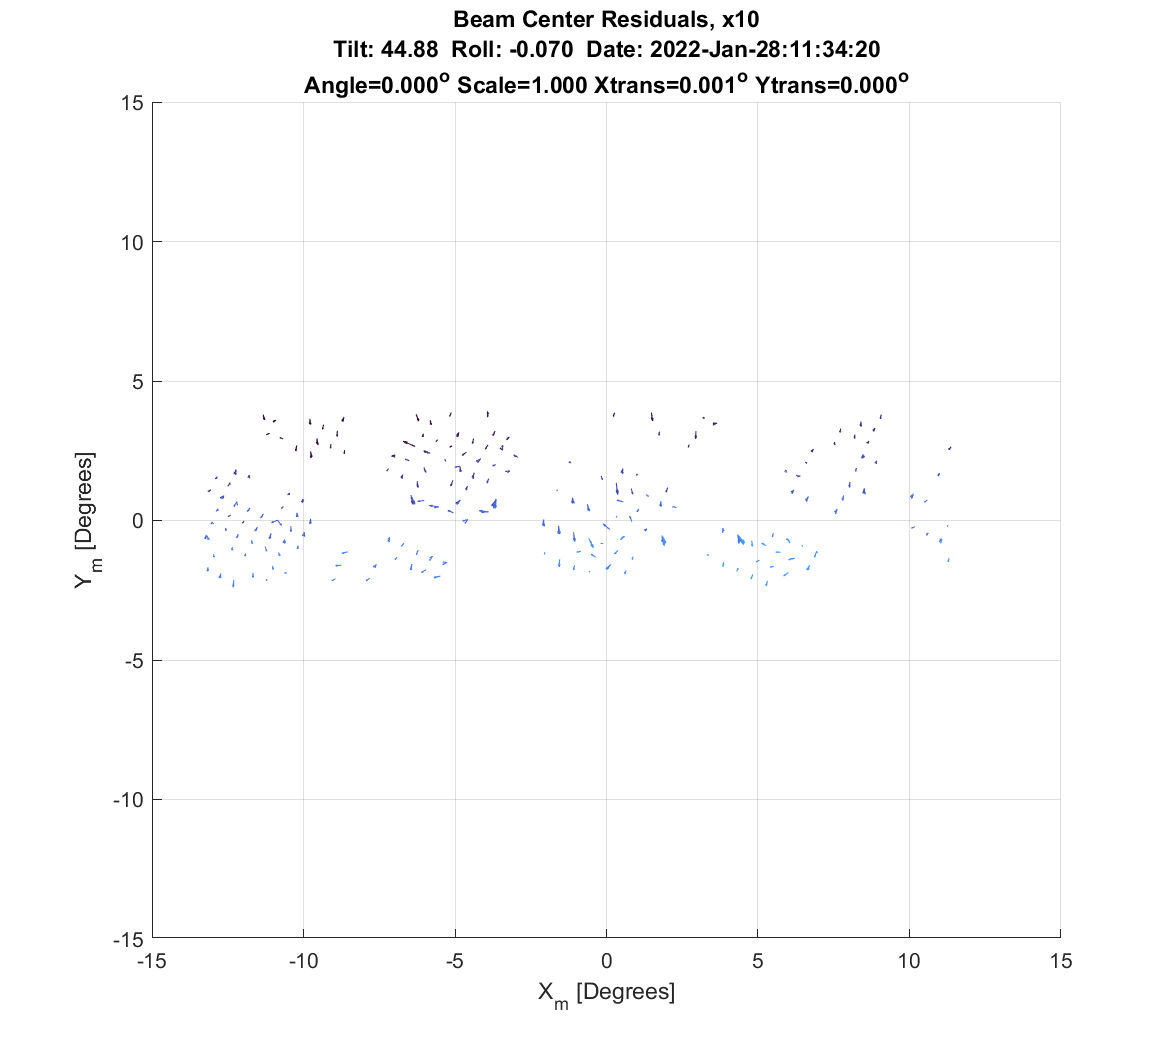 Beam Center Residuals, x10
Tilt: 44.88 Roll: -0.070 Date: 2022-Jan-28:11:34:20
Angle=0.000° Scale=1.000 Xtrans=0.001° Ytrans=0.000°
15
10
5
0
-5
-10
-15
Ym [Degrees]
-15 -10 -5 0 5 10 15
Xm [Degrees]